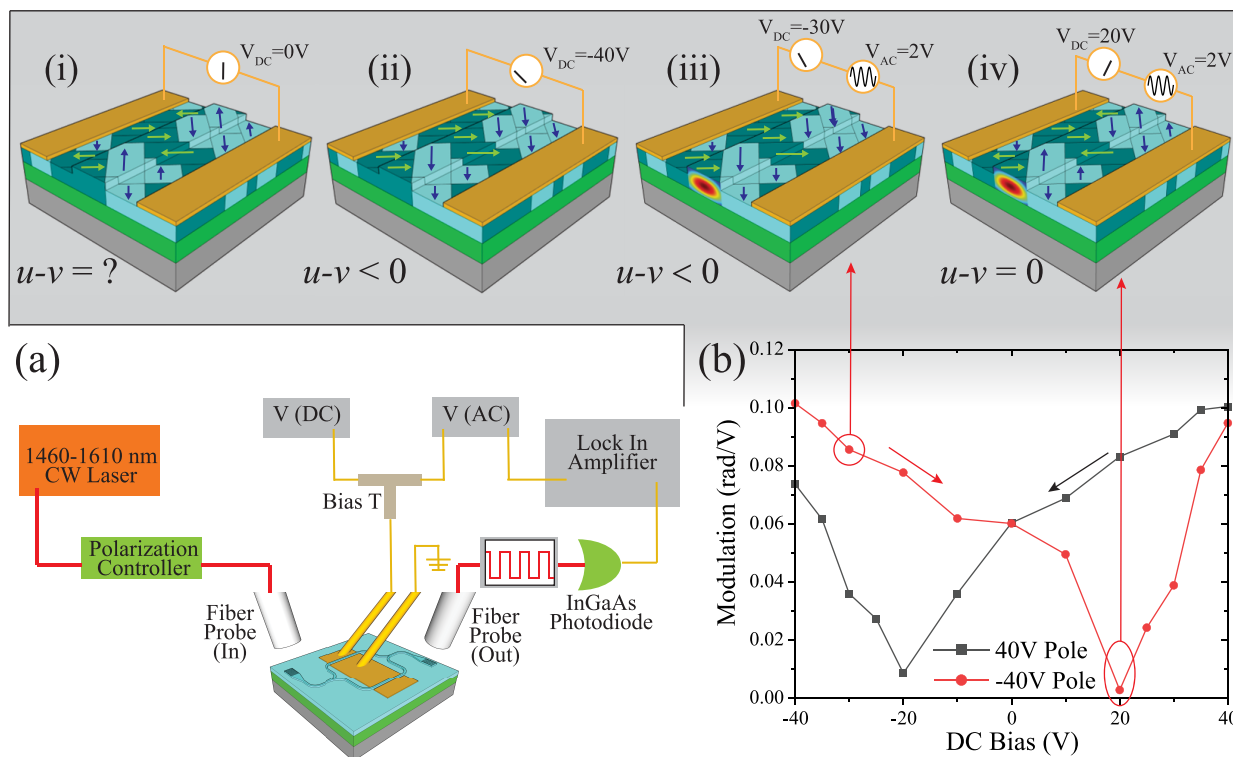 (i)
V_DC=0V
(ii)
V_DC=-40V
(iii)
V_DC=-30V
V_AC=2V
(iv)
V_DC=20V
V_AC=2V
u-v = ?
u-v < 0
u-v < 0
u-v = 0
(a)
V (DC)
V (AC)
1460-1610 nm
CW Laser
Lock In
Amplifier
Bias T
Polarization
Controller
InGaAs
Photodiode
Fiber
Probe
(In)
Fiber
Probe
(Out)
(b)
0.12
0.10
0.08
0.06
0.04
0.02
0.00
Modulation (rad/V)
40V Pole
-40V Pole
-40
-20
0
20
40
DC Bias (V)